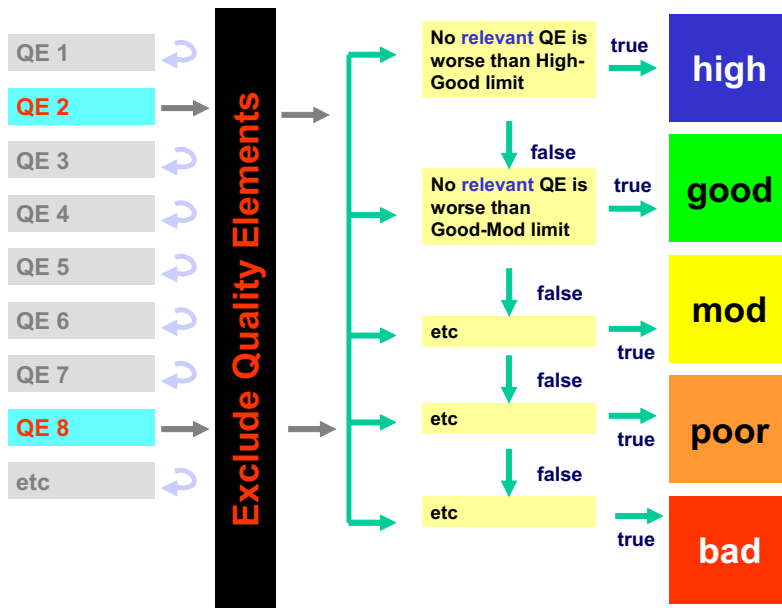 QE 1
QE 2
QE 3
QE 4
QE 5
QE 6
QE 7
QE 8
etc
Exclude Quality Elements
No relevant QE is
worse than High-
Good limit
true
high
false
No relevant QE is
worse than
Good-Mod limit
true
good
false
etc
true
mod
false
etc
true
poor
false
etc
true
bad